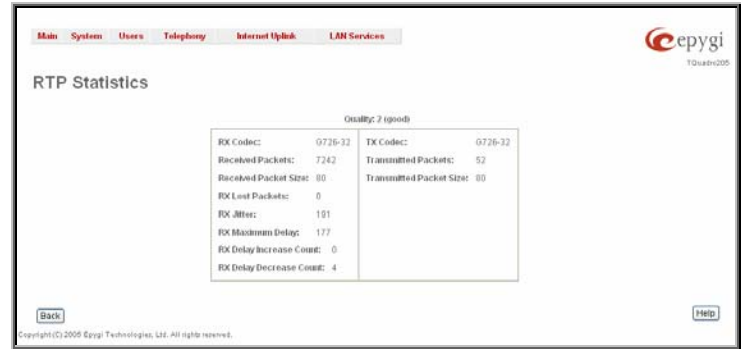 Main System Users Telephony Internet Uplink LAN Services
epygi
TQuadro205
RTP Statistics
Quality: 2 (good)
RX Codec: G726-32
Received Packets: 7242
Received Packet Size: 80
RX Lost Packets: 0
RX Jitter: 101
RX Maximum Delay: 177
RX Delay Increase Count: 0
RX Delay Decrease Count: 4
TX Codec: G726-32
Transmitted Packets: 52
Transmitted Packet Size: 80
Back
Help
Copyright (C) 2005 Epygi Technologies, Ltd. All rights reserved.